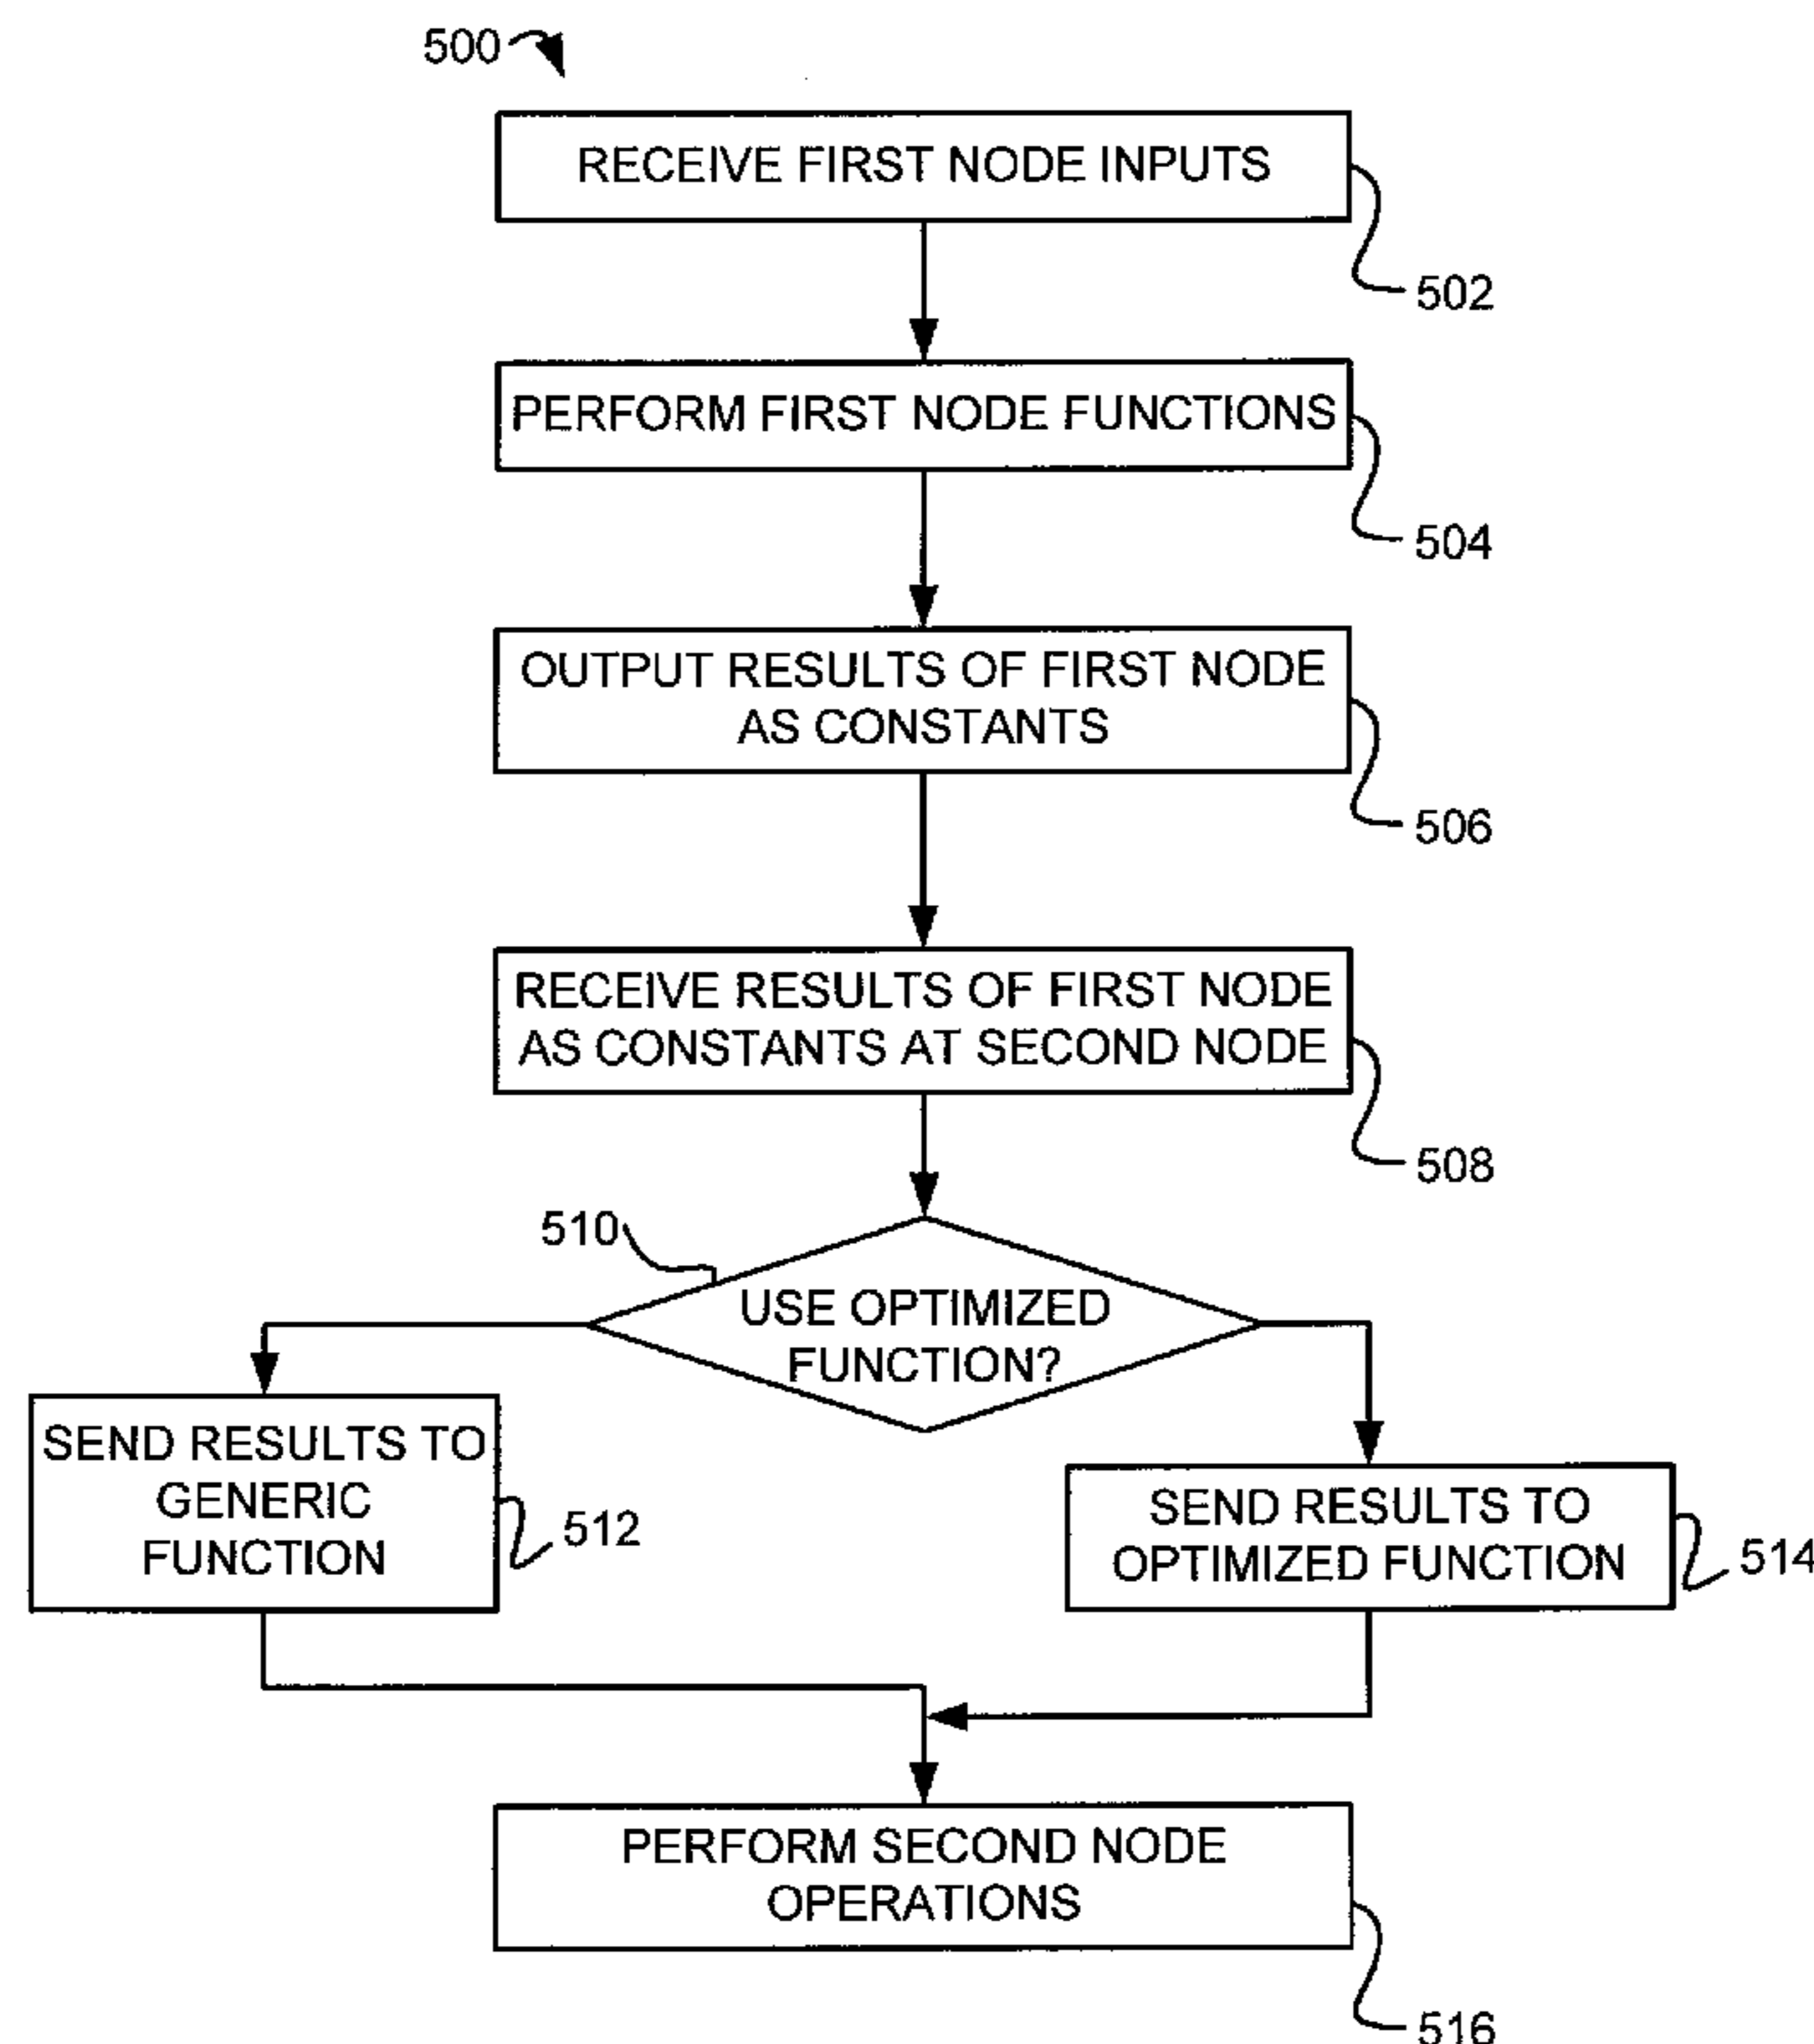 500
RECEIVE FIRST NODE INPUTS
502
PERFORM FIRST NODE FUNCTIONS
504
OUTPUT RESULTS OF FIRST NODE
AS CONSTANTS
506
RECEIVE RESULTS OF FIRST NODE
AS CONSTANTS AT SECOND NODE
508
510
USE OPTIMIZED
FUNCTION?
SEND RESULTS TO
GENERIC
FUNCTION
512
SEND RESULTS TO
OPTIMIZED FUNCTION
514
PERFORM SECOND NODE
OPERATIONS
516